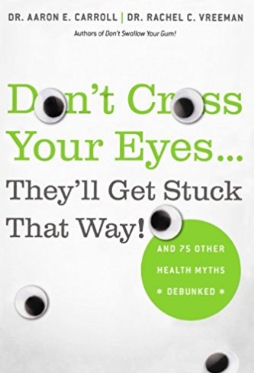 DR. AARON E. CARROLL | DR. RACHEL C. VREEMAN
Authors of Don't Swallow Your Gum!
Don't Cross
Your Eyes...
They'll Get Stuck
That Way!
AND 75 OTHER
HEALTH MYTHS
* DEBUNKED *